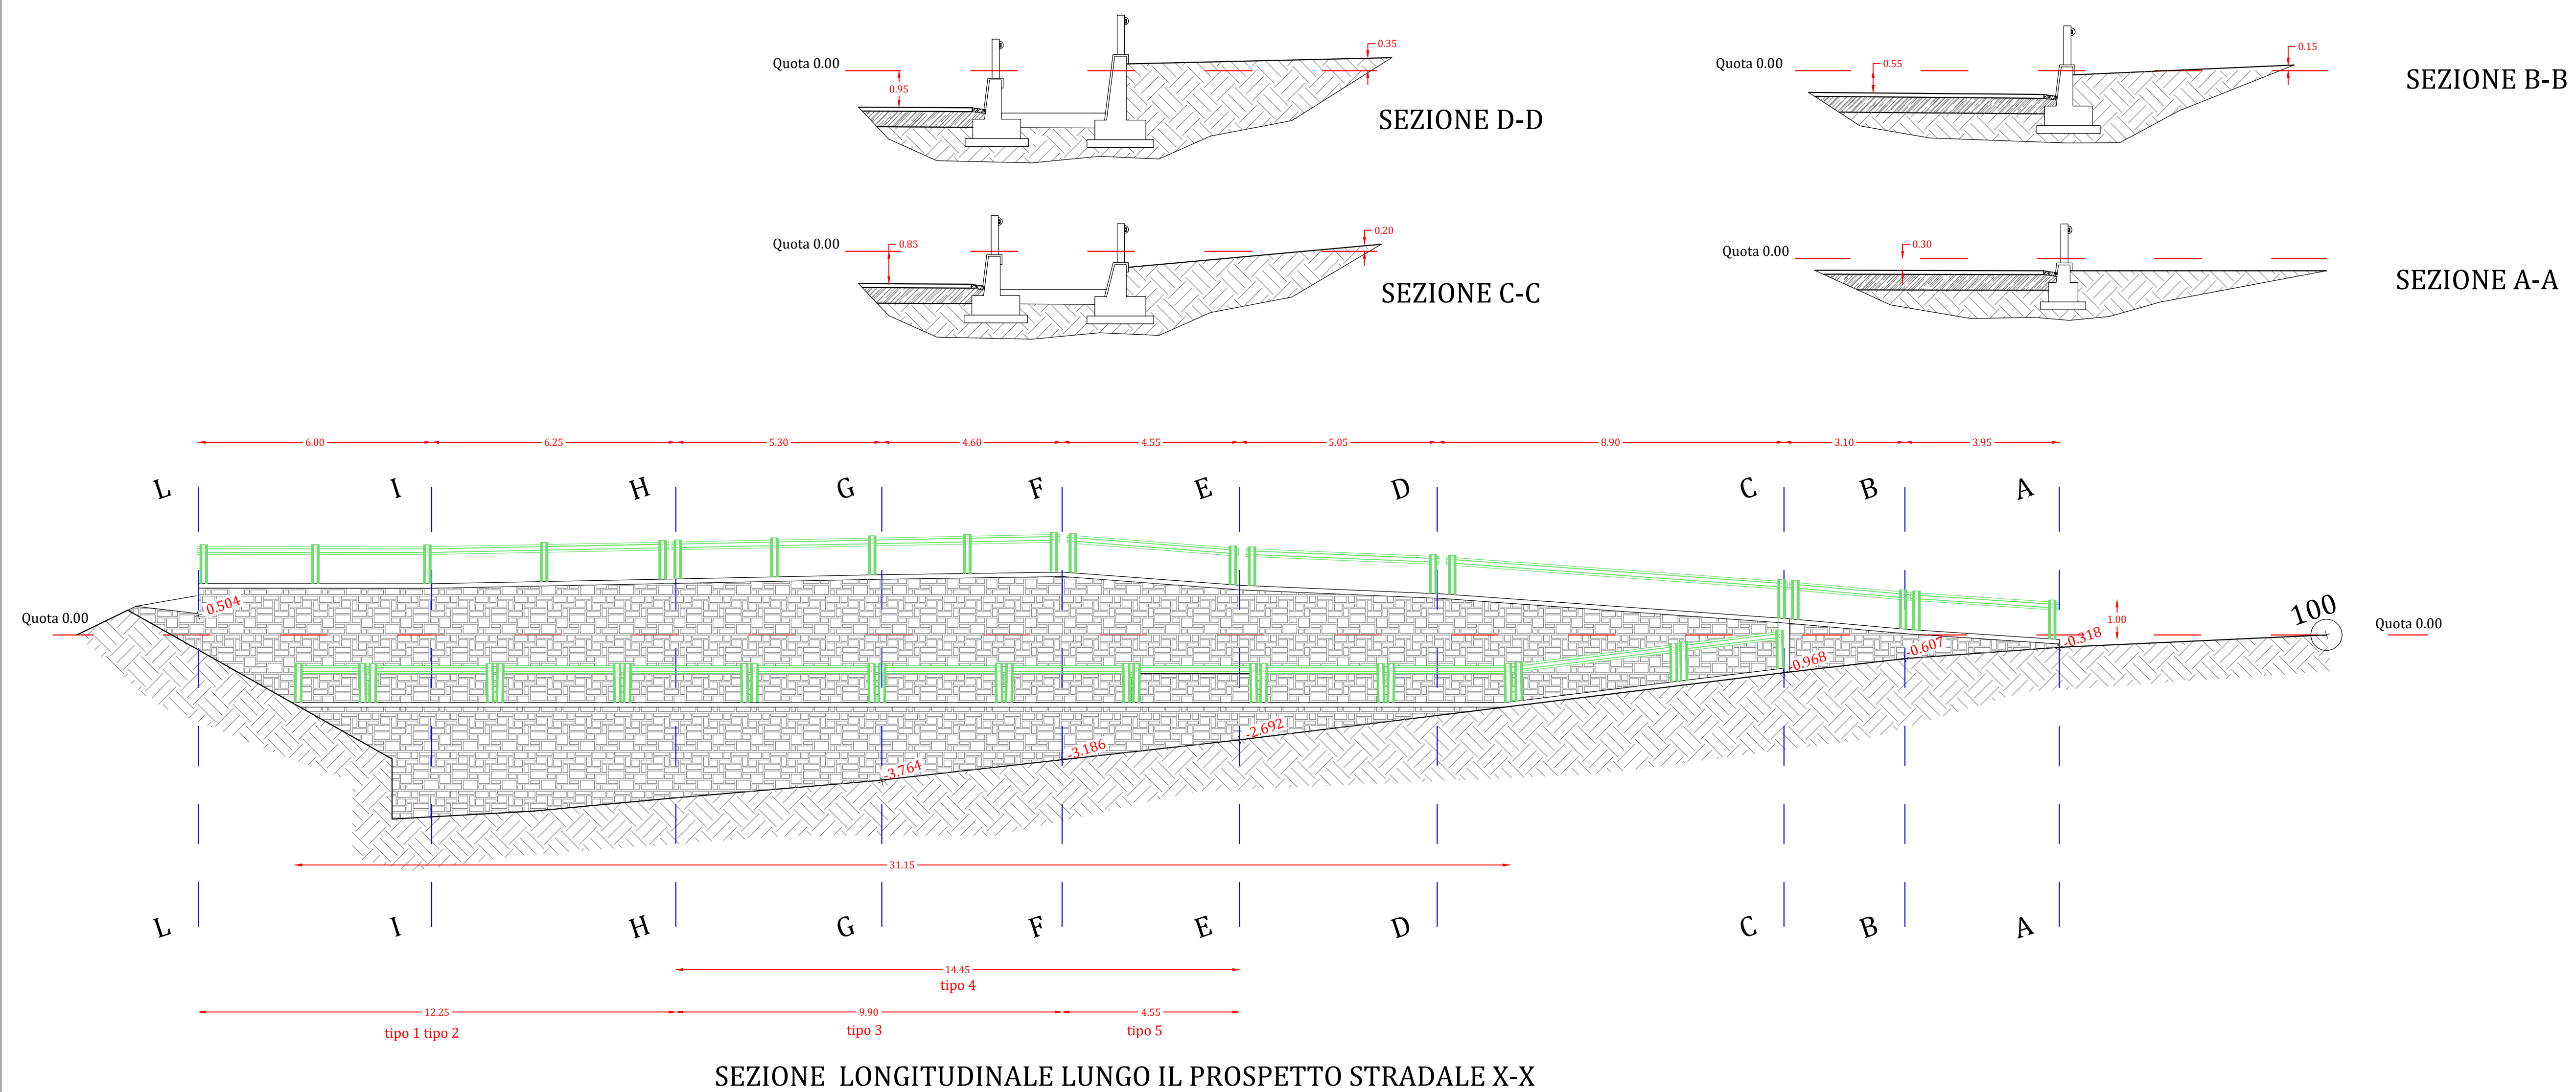 Quota 0.00
0.95
0.35
SEZIONE D-D
Quota 0.00
0.55
0.15
SEZIONE B-B
Quota 0.00
0.85
0.20
SEZIONE C-C
Quota 0.00
0.30
SEZIONE A-A
6.00 6.25 5.30 4.60 4.55 5.05 8.90 3.10 3.95
L I H G F E D C B A
Quota 0.00
0.504
1.00
100
Quota 0.00
-0.318
-0.607
-0.968
-2.692
-3.186
-3.764
31.15
L I H G F E D C B A
14.45
tipo 4
12.25 9.90 4.55
tipo 1 tipo 2 tipo 3 tipo 5
SEZIONE LONGITUDINALE LUNGO IL PROSPETTO STRADALE X-X